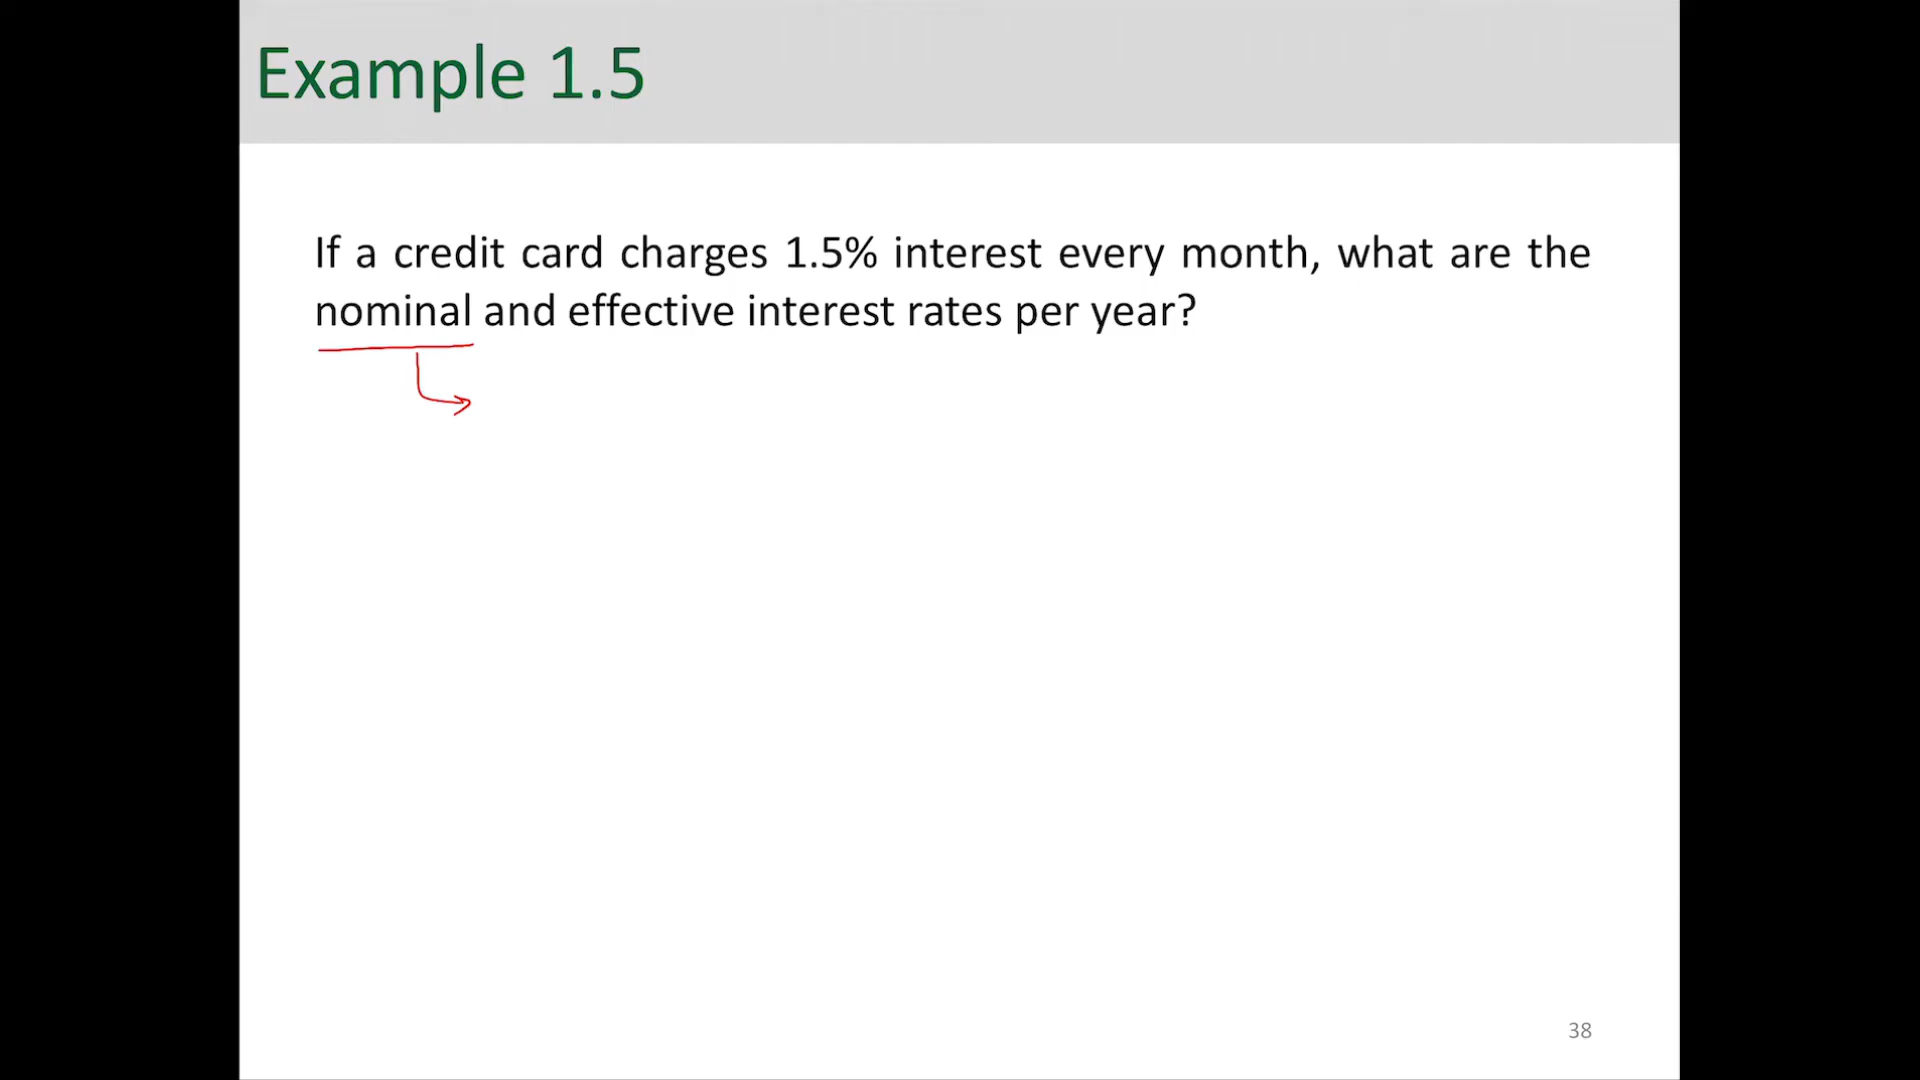 Example 1.5
If a credit card charges 1.5% interest every month, what are the
nominal and effective interest rates per year?
38